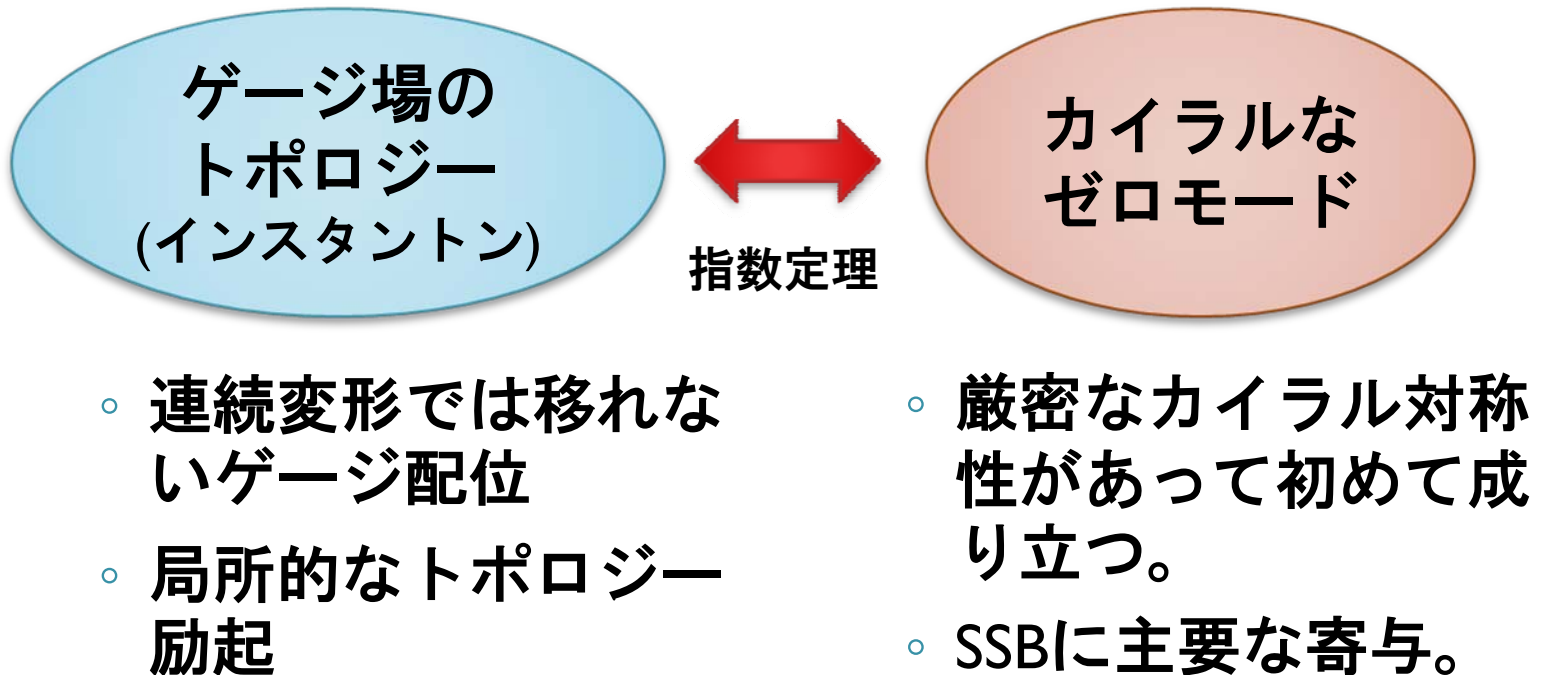 ゲージ場の
トポロジー
(インスタントン)
指数定理
カイラルな
ゼロモード
◦ 連続変形では移れな
いゲージ配位
◦ 局所的なトポロジー
励起
◦ 厳密なカイラル対称
性があって初めて成
り立つ。
◦ SSBに主要な寄与。